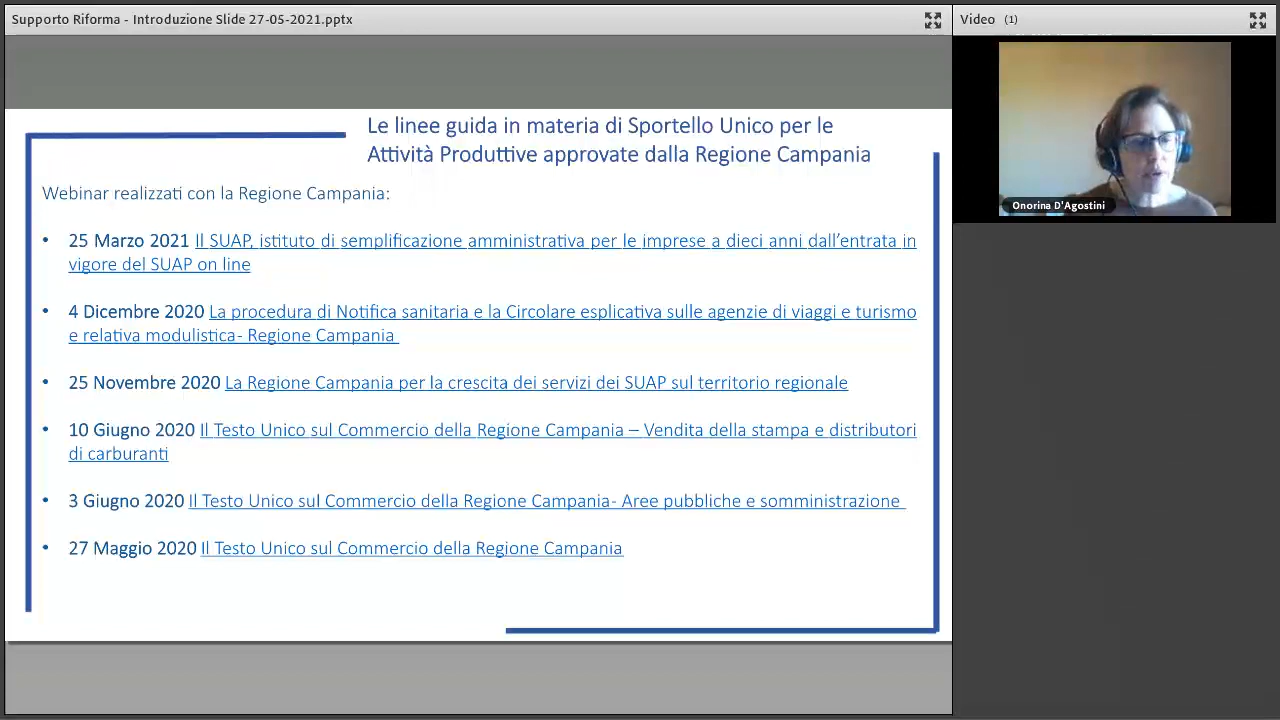 Supporto Riforma - Introduzione Slide 27-05-2021.pptx
Video (1)
Onorina D'Agostini
Le linee guida in materia di Sportello Unico per le
Attività Produttive approvate dalla Regione Campania
Webinar realizzati con la Regione Campania:
• 25 Marzo 2021 Il SUAP, istituto di semplificazione amministrativa per le imprese a dieci anni dall'entrata in
vigore del SUAP on line
• 4 Dicembre 2020 La procedura di Notifica sanitaria e la Circolare esplicativa sulle agenzie di viaggi e turismo
e relativa modulistica- Regione Campania
• 25 Novembre 2020 La Regione Campania per la crescita dei servizi dei SUAP sul territorio regionale
• 10 Giugno 2020 Il Testo Unico sul Commercio della Regione Campania – Vendita della stampa e distributori
di carburanti
• 3 Giugno 2020 Il Testo Unico sul Commercio della Regione Campania- Aree pubbliche e somministrazione
• 27 Maggio 2020 Il Testo Unico sul Commercio della Regione Campania